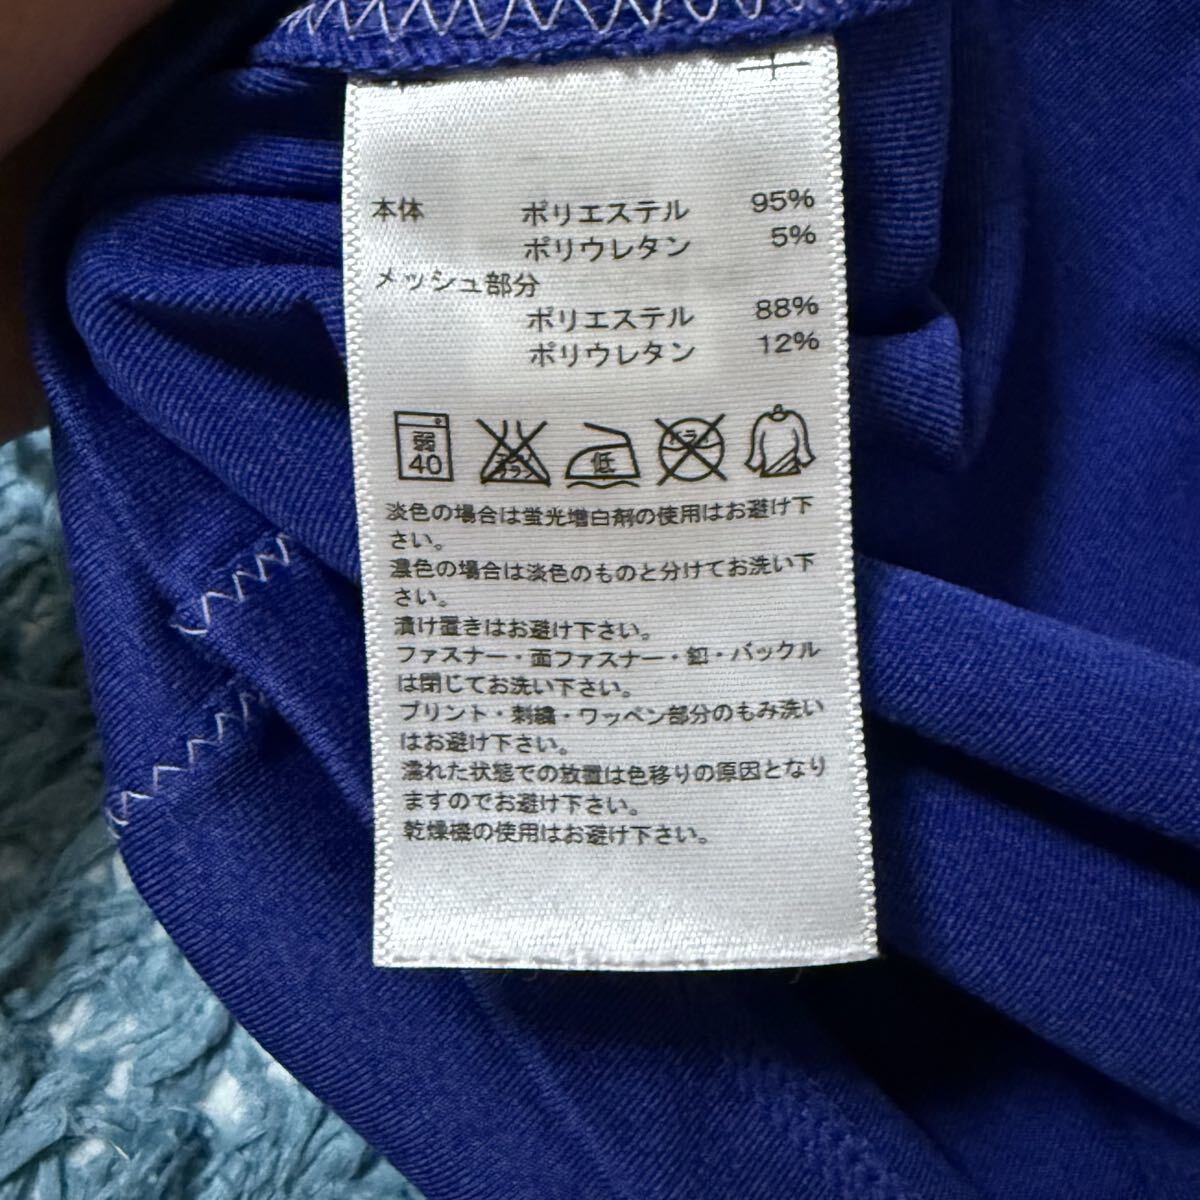 本体 ポリエステル 95%
ポリウレタン 5%
メッシュ部分
ポリエステル 88%
ポリウレタン 12%
弱
40
エンソ
サラシ
低
ドライ
淡色の場合は蛍光増白剤の使用はお避け下
さい。
濃色の場合は淡色のものと分けてお洗い下
さい。
漬け置きはお避け下さい。
ファスナー・面ファスナー・釦・バックル
は閉じてお洗い下さい。
プリント・刺繍・ワッペン部分のもみ洗い
はお避け下さい。
濡れた状態での放置は色移りの原因となり
ますのでお避け下さい。
乾燥機の使用はお避け下さい。